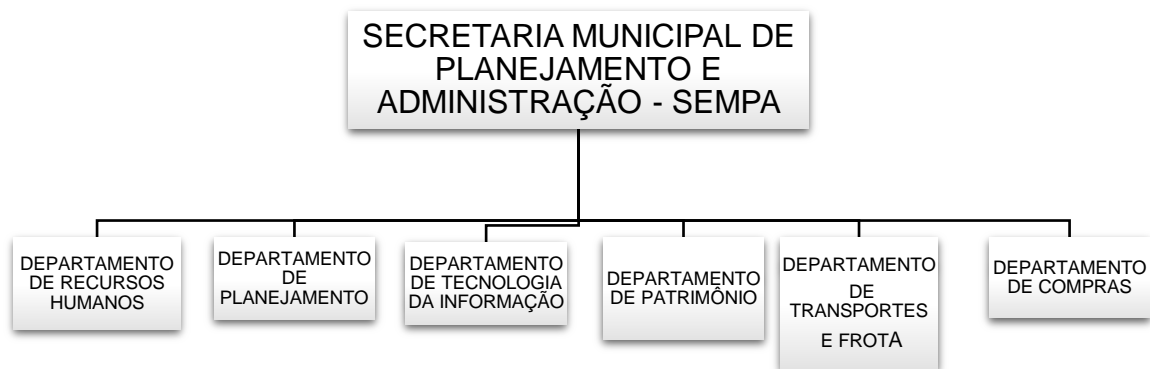 SECRETARIA MUNICIPAL DE
PLANEJAMENTO E
ADMINISTRAÇÃO - SEMPA
DEPARTAMENTO
DE RECURSOS
HUMANOS
DEPARTAMENTO
DE
PLANEJAMENTO
DEPARTAMENTO
DE TECNOLOGIA
DA INFORMAÇÃO
DEPARTAMENTO
DE PATRIMÔNIO
DEPARTAMENTO
DE
TRANSPORTES
E FROTA
DEPARTAMENTO
DE COMPRAS